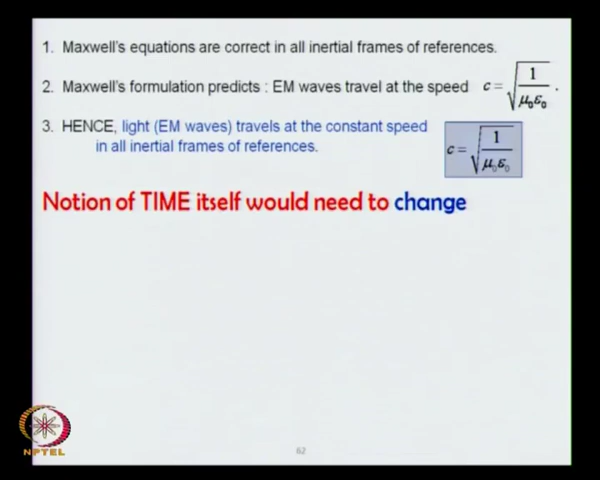 1. Maxwell's equations are correct in all inertial frames of references.
2. Maxwell's formulation predicts : EM waves travel at the speed c = √(1/μ₀ε₀) .
3. HENCE, light (EM waves) travels at the constant speed
in all inertial frames of references. c = √(1/μ₀ε₀)
Notion of TIME itself would need to change
NPTEL
62